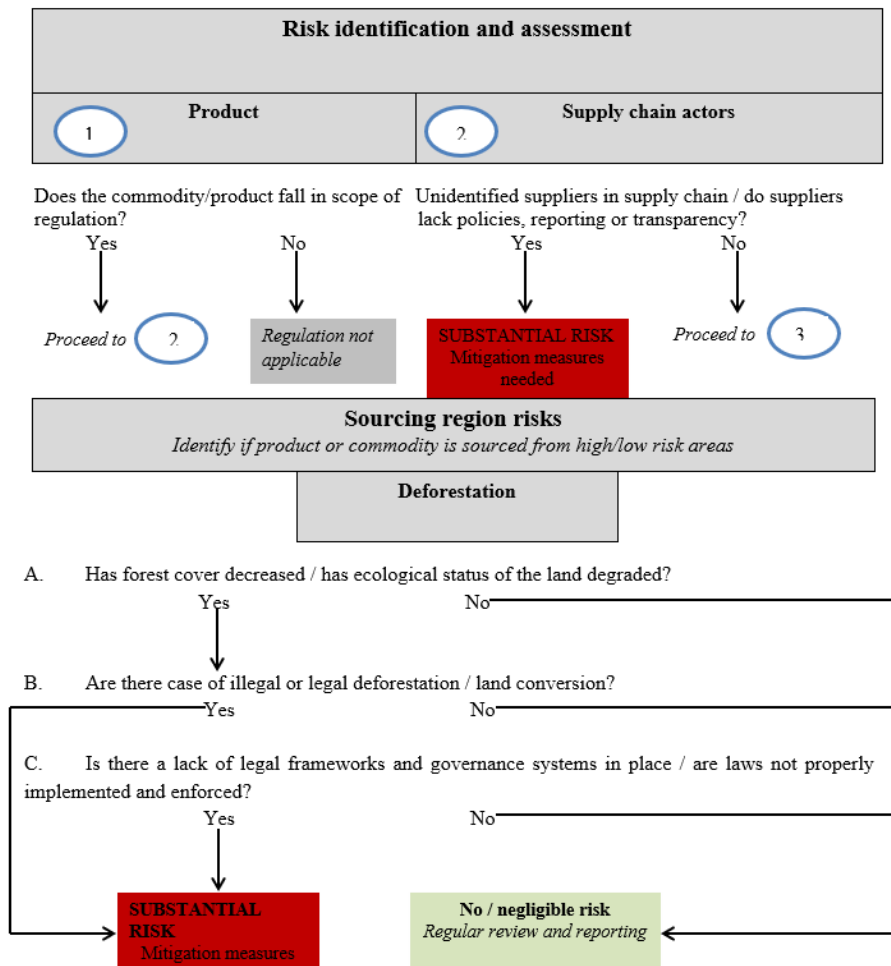 Risk identification and assessment
Product
Supply chain actors
1
2
Does the commodity/product fall in scope of
regulation?
Unidentified suppliers in supply chain / do suppliers
lack policies, reporting or transparency?
Yes
No
Yes
No
Proceed to
2
Regulation not
applicable
SUBSTANTIAL RISK
Mitigation measures
needed
Proceed to
3
Sourcing region risks
Identify if product or commodity is sourced from high/low risk areas
Deforestation
A. Has forest cover decreased / has ecological status of the land degraded?
Yes
No
B. Are there case of illegal or legal deforestation / land conversion?
Yes
No
C. Is there a lack of legal frameworks and governance systems in place / are laws not properly
implemented and enforced?
Yes
No
SUBSTANTIAL
RISK
Mitigation measures
No / negligible risk
Regular review and reporting